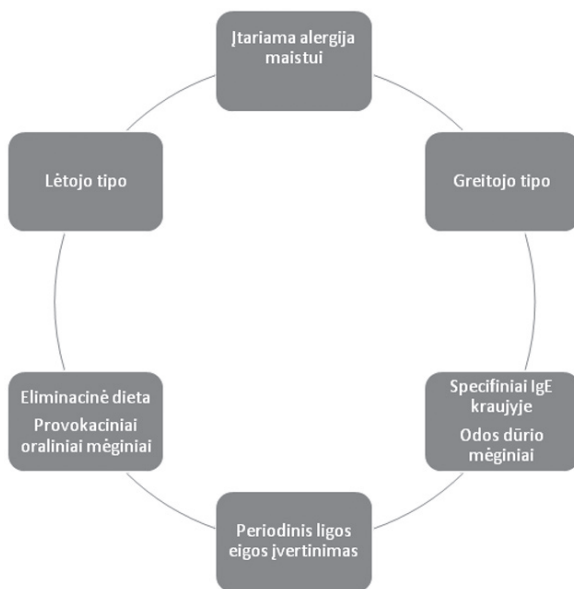 Įtariama alergija
maistui
Lėtojo tipo
Greitojo tipo
Eliminacinė dieta
Provokaciniai
oraliniai mėginiai
Specifiniai IgE
kraujyje
Odos dūrio
mėginiai
Periodinis ligos
eigos įvertinimas